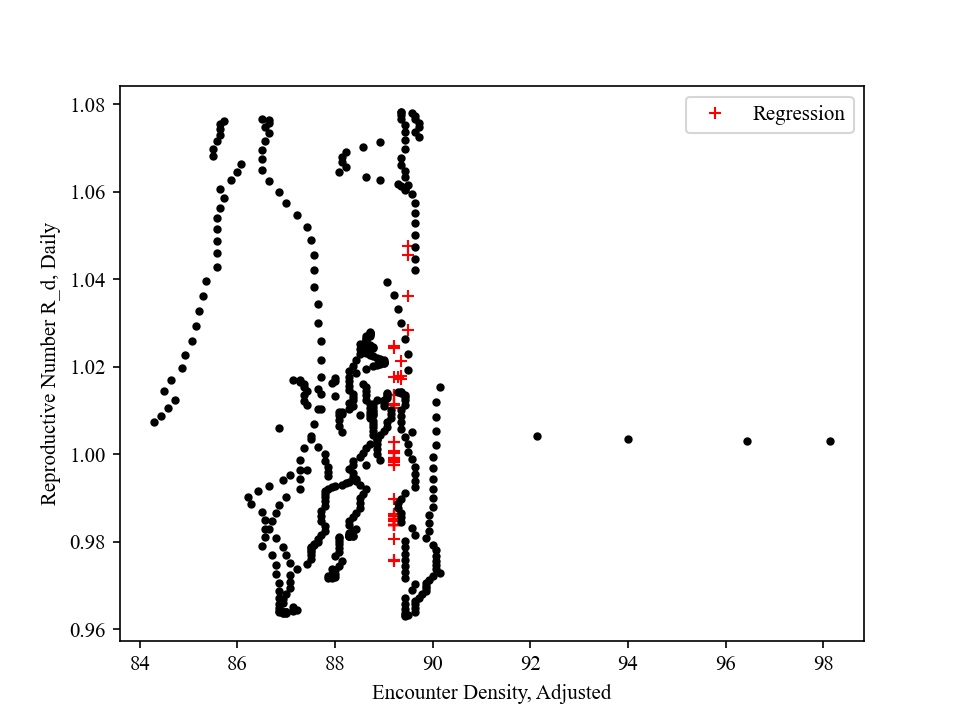 Regression
1.08
1.06
1.04
1.02
1.00
0.98
0.96
Reproductive Number R_d, Daily
84 86 88 90 92 94 96 98
Encounter Density, Adjusted